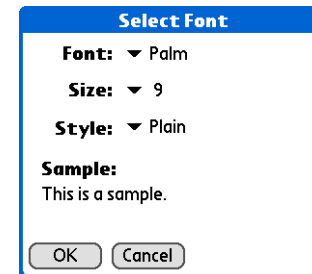 Select Font
Font: Palm
Size: 9
Style: Plain
Sample:
This is a sample.
OK Cancel